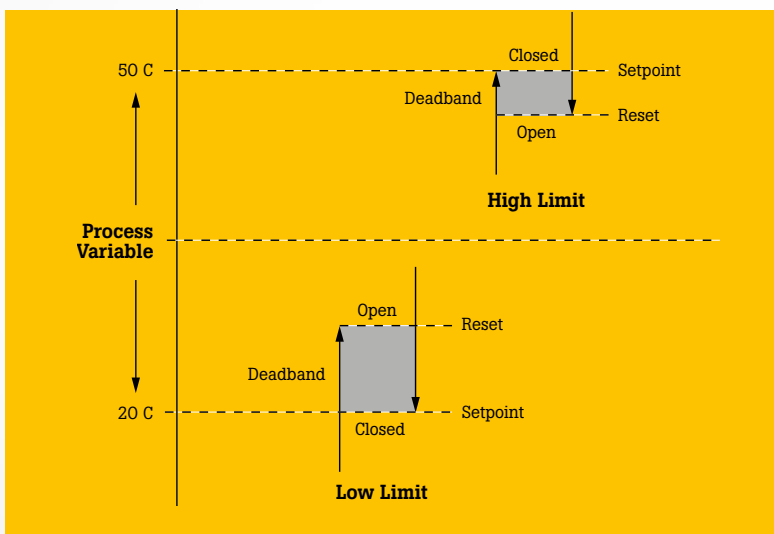 Closed
50 C
Setpoint
Deadband
Reset
Open
High Limit
Process
Variable
Open
Reset
Deadband
20 C
Setpoint
Closed
Low Limit